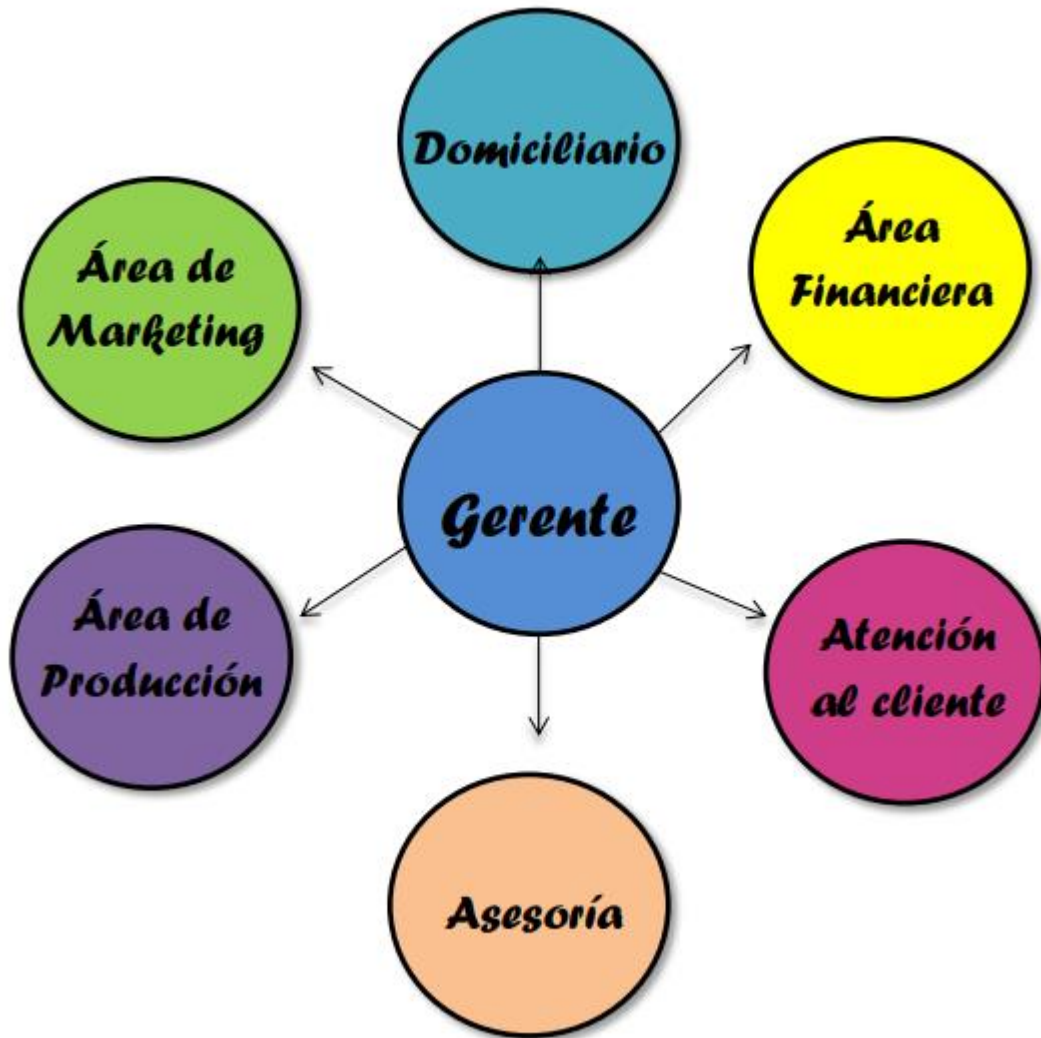 Domiciliario
Área
Financiera
Área de
Marketing
Gerente
Área de
Producción
Atención
al cliente
Asesoría